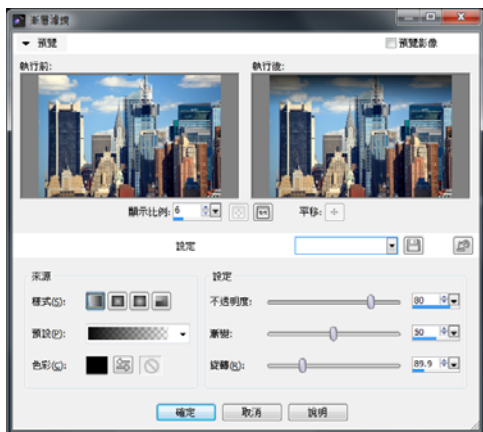 漸層濾鏡
預覽
預覽影像
執行前:
執行後:
顯示比例: 6
平移:
設定
來源
設定
樣式(S):
不透明度: 80
預設(P):
漸變: 50
色彩(C):
旋轉(R): 89.9
確定
取消
說明